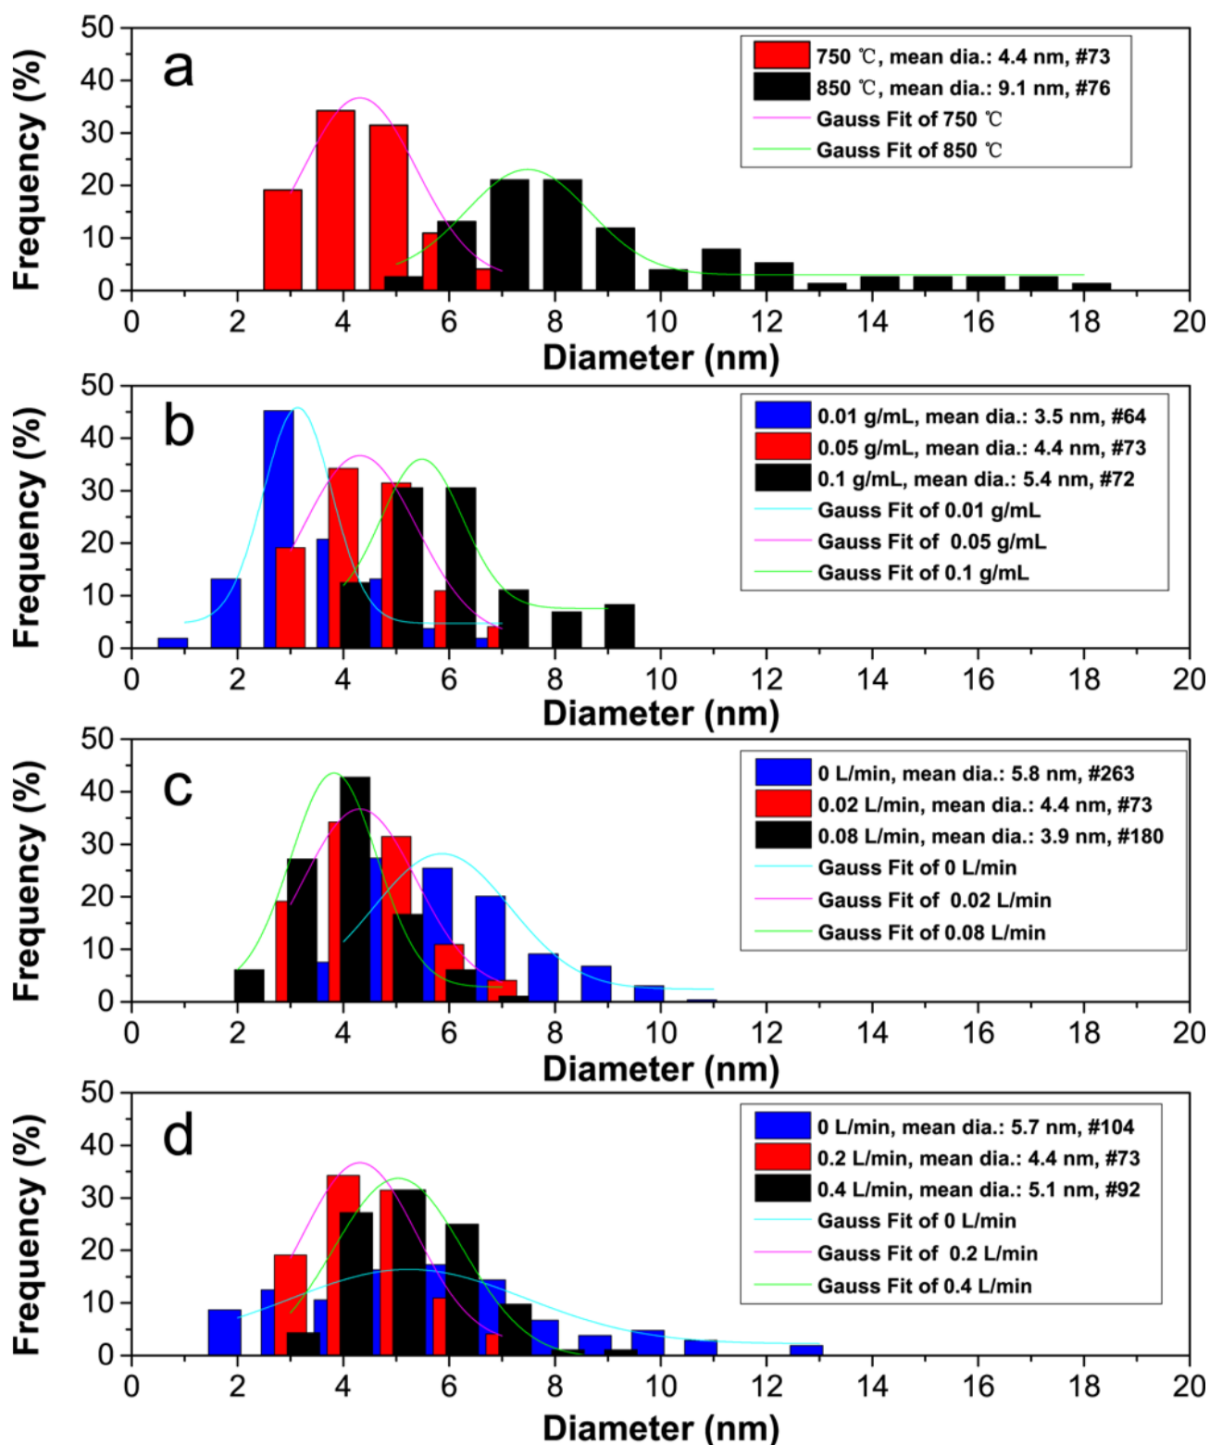 a
750 ℃, mean dia.: 4.4 nm, #73
850 ℃, mean dia.: 9.1 nm, #76
Gauss Fit of 750 ℃
Gauss Fit of 850 ℃
Frequency (%)
50
40
30
20
10
0
0 2 4 6 8 10 12 14 16 18 20
Diameter (nm)
b
0.01 g/mL, mean dia.: 3.5 nm, #64
0.05 g/mL, mean dia.: 4.4 nm, #73
0.1 g/mL, mean dia.: 5.4 nm, #72
Gauss Fit of 0.01 g/mL
Gauss Fit of  0.05 g/mL
Gauss Fit of 0.1 g/mL
Frequency (%)
50
40
30
20
10
0
0 2 4 6 8 10 12 14 16 18 20
Diameter (nm)
c
0 L/min, mean dia.: 5.8 nm, #263
0.02 L/min, mean dia.: 4.4 nm, #73
0.08 L/min, mean dia.: 3.9 nm, #180
Gauss Fit of 0 L/min
Gauss Fit of  0.02 L/min
Gauss Fit of 0.08 L/min
Frequency (%)
50
40
30
20
10
0
0 2 4 6 8 10 12 14 16 18 20
Diameter (nm)
d
0 L/min, mean dia.: 5.7 nm, #104
0.2 L/min, mean dia.: 4.4 nm, #73
0.4 L/min, mean dia.: 5.1 nm, #92
Gauss Fit of 0 L/min
Gauss Fit of  0.2 L/min
Gauss Fit of 0.4 L/min
Frequency (%)
50
40
30
20
10
0
0 2 4 6 8 10 12 14 16 18 20
Diameter (nm)